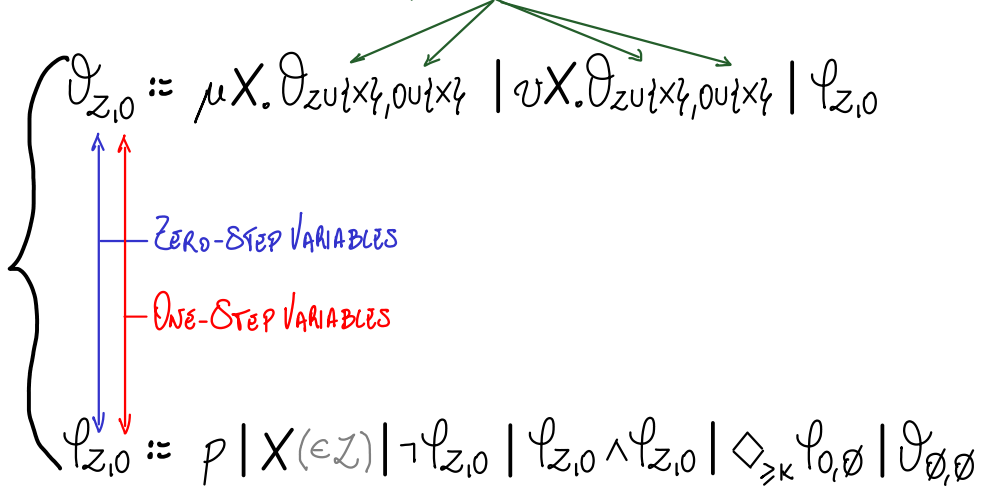 ϑ_{Z,O} ::= μX.ϑ_{Z∪{X},O∪{X}} | νX.ϑ_{Z∪{X},O∪{X}} | φ_{Z,O}
ZERO-STEP VARIABLES
ONE-STEP VARIABLES
φ_{Z,O} ::= p | X(∈Z) | ¬φ_{Z,O} | φ_{Z,O} ∧ φ_{Z,O} | ◇_{≥K} φ_{O,∅} | ϑ_{∅,∅}